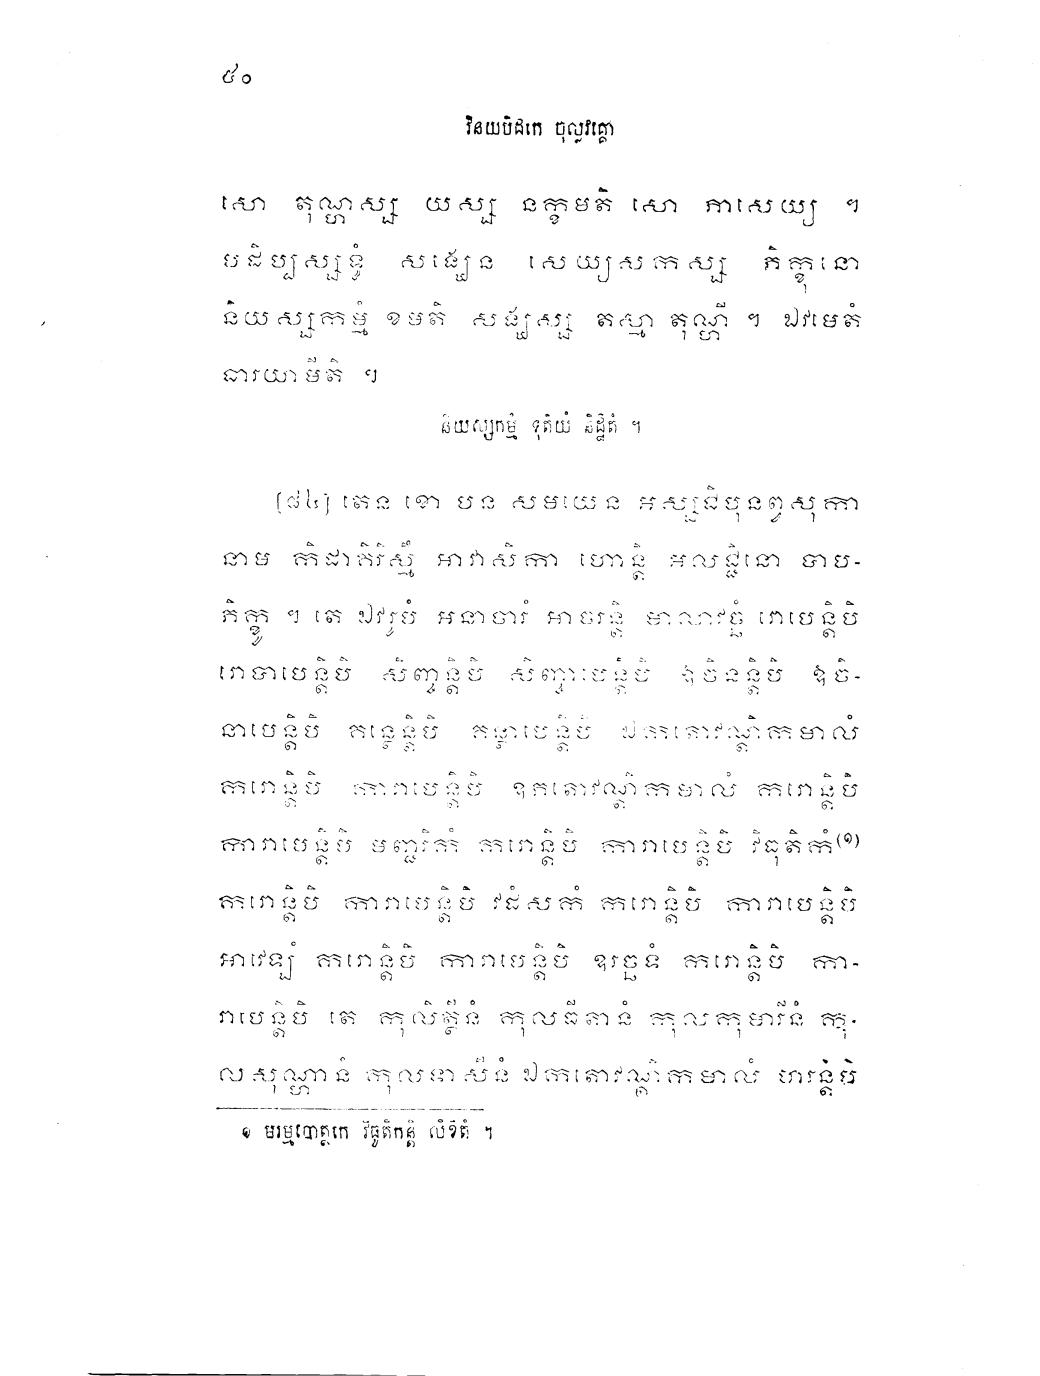 ៥០
វិនយបិដកេ ចុល្លវគ្គោ
សោ តុណ្ហស្ស យស្ស នក្ខមតិ សោ ភាសេយ្យ ។
បដិប្បស្សទ្ធំ សង្ឃេន សេយ្យសកស្ស ភិក្ខុនោ
និយស្សកម្មំ ខមតិ សង្ឃស្ស តស្មា តុណ្ហី ។ ឯវមេតំ
ធារយាមីតិ ។
និយស្សកម្មំ ទុតិយំ និដ្ឋិតំ ។
[៨៤] តេន ខោ បន សមយេន អស្សជិបុនព្វសុកា
នាម កិដាគិរិស្មឹ អាវាសិកា ហោន្តិ អលជ្ជិនោ បាប-
ភិក្ខូ ។ តេ ឯវរូបំ អនាចារំ អាចរន្តិ មាលាវច្ឆំ រោបេន្តិបិ
រោបាបេន្តិបិ សិញ្ចន្តិបិ សិញ្ចាបេន្តិបិ ឱចិនន្តិបិ ឱចិ-
នាបេន្តិបិ គន្ថេន្តិបិ គន្ថាបេន្តិបិ ឯកតោវណ្ដិកមាលំ
ករោន្តិបិ ការាបេន្តិបិ ឧភតោវណ្ដិកមាលំ ករោន្តិបិ
ការាបេន្តិបិ មញ្ជរិកំ ករោន្តិបិ ការាបេន្តិបិ វិធុតិកំ(១)
ករោន្តិបិ ការាបេន្តិបិ វដំសកំ ករោន្តិបិ ការាបេន្តិបិ
អាវេឡំ ករោន្តិបិ ការាបេន្តិបិ ឧរច្ឆទំ ករោន្តិបិ កា-
រាបេន្តិបិ តេ កុលិត្ថីនំ កុលធីតានំ កុលកុមារីនំ កុ-
លសុណ្ហានំ កុលទាសីនំ ឯកតោវណ្ដិកមាលំ ហរន្តិបិ
១ មរម្មបោត្ថកេ វិធូតិកន្តិ លិខិតំ ។